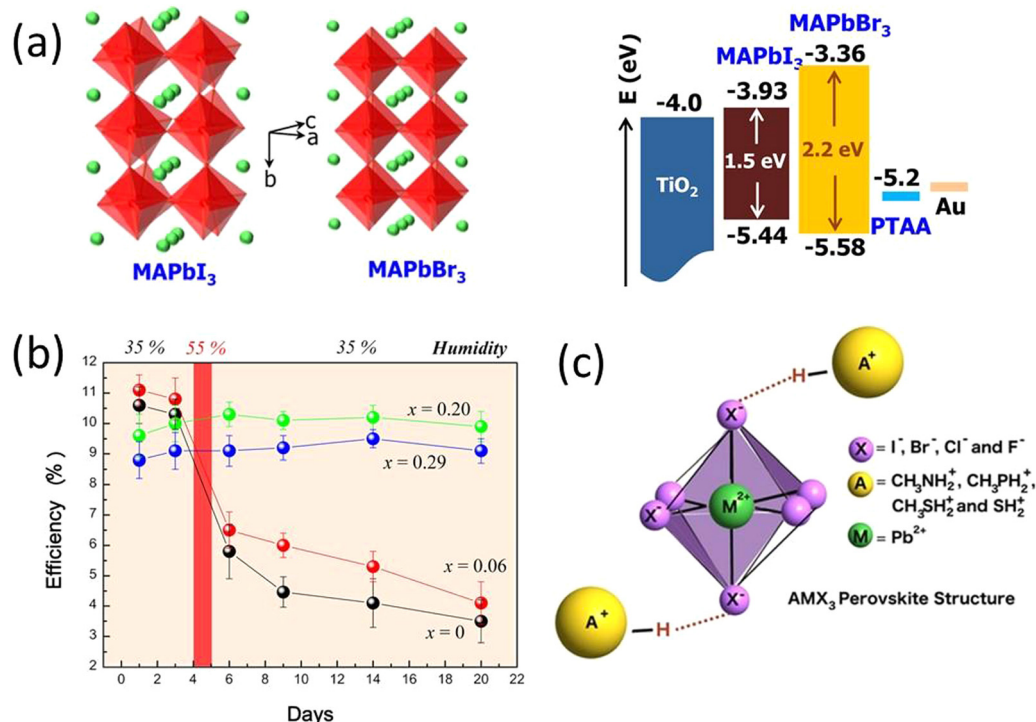 (a)
c
a
b
MAPbI₃
MAPbBr₃
E (eV)
MAPbBr₃
MAPbI₃
-3.36
-3.93
-4.0
1.5 eV
2.2 eV
TiO₂
-5.2
Au
PTAA
-5.44
-5.58
(b)
35 % 55 % 35 % Humidity
12
11
10
9
8
7
6
5
4
3
2
Efficiency (%)
x = 0.20
x = 0.29
x = 0.06
x = 0
0 2 4 6 8 10 12 14 16 18 20 22
Days
(c)
A⁺
H
X⁻
X⁻
M²⁺
X⁻
H
A⁺
X = I⁻, Br⁻, Cl⁻ and F⁻
A = CH₃NH₂⁺, CH₃PH₂⁺,
CH₃SH₂⁺ and SH₂⁺
M = Pb²⁺
AMX₃ Perovskite Structure